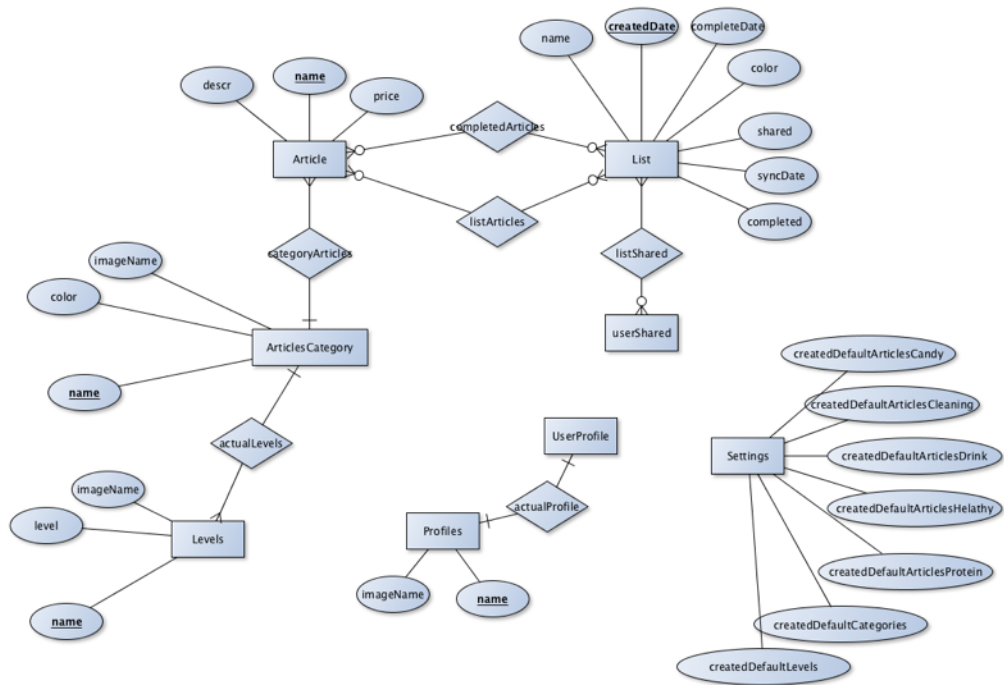 createdDate
completeDate
name
name
color
descr
price
completedArticles
shared
Article
List
syncDate
listArticles
completed
categoryArticles
listShared
imageName
color
userShared
ArticlesCategory
createdDefaultArticlesCandy
name
createdDefaultArticlesCleaning
UserProfile
actualLevels
Settings
createdDefaultArticlesDrink
imageName
actualProfile
createdDefaultArticlesHelathy
level
Profiles
Levels
createdDefaultArticlesProtein
imageName
name
name
createdDefaultCategories
createdDefaultLevels